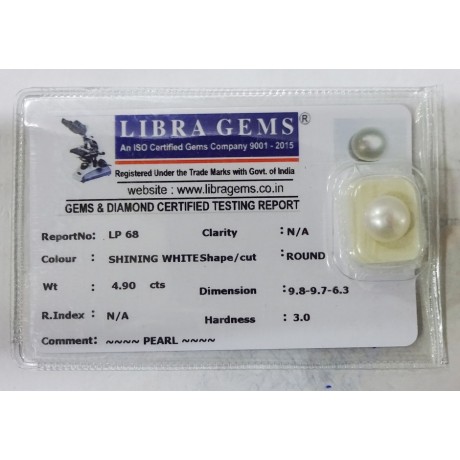 LIBRA GEMS ®
An ISO Certified Gems Company 9001 - 2015
Registered Under the Trade Marks with Govt. of India
website : www.libragems.co.in
GEMS & DIAMOND CERTIFIED TESTING REPORT
ReportNo: LP 68 Clarity : N/A
Colour : SHINING WHITE Shape/cut : ROUND
Wt : 4.90 cts Dimension : 9.8-9.7-6.3
R.Index : N/A Hardness : 3.0
Comment: ~~~~ PEARL ~~~~